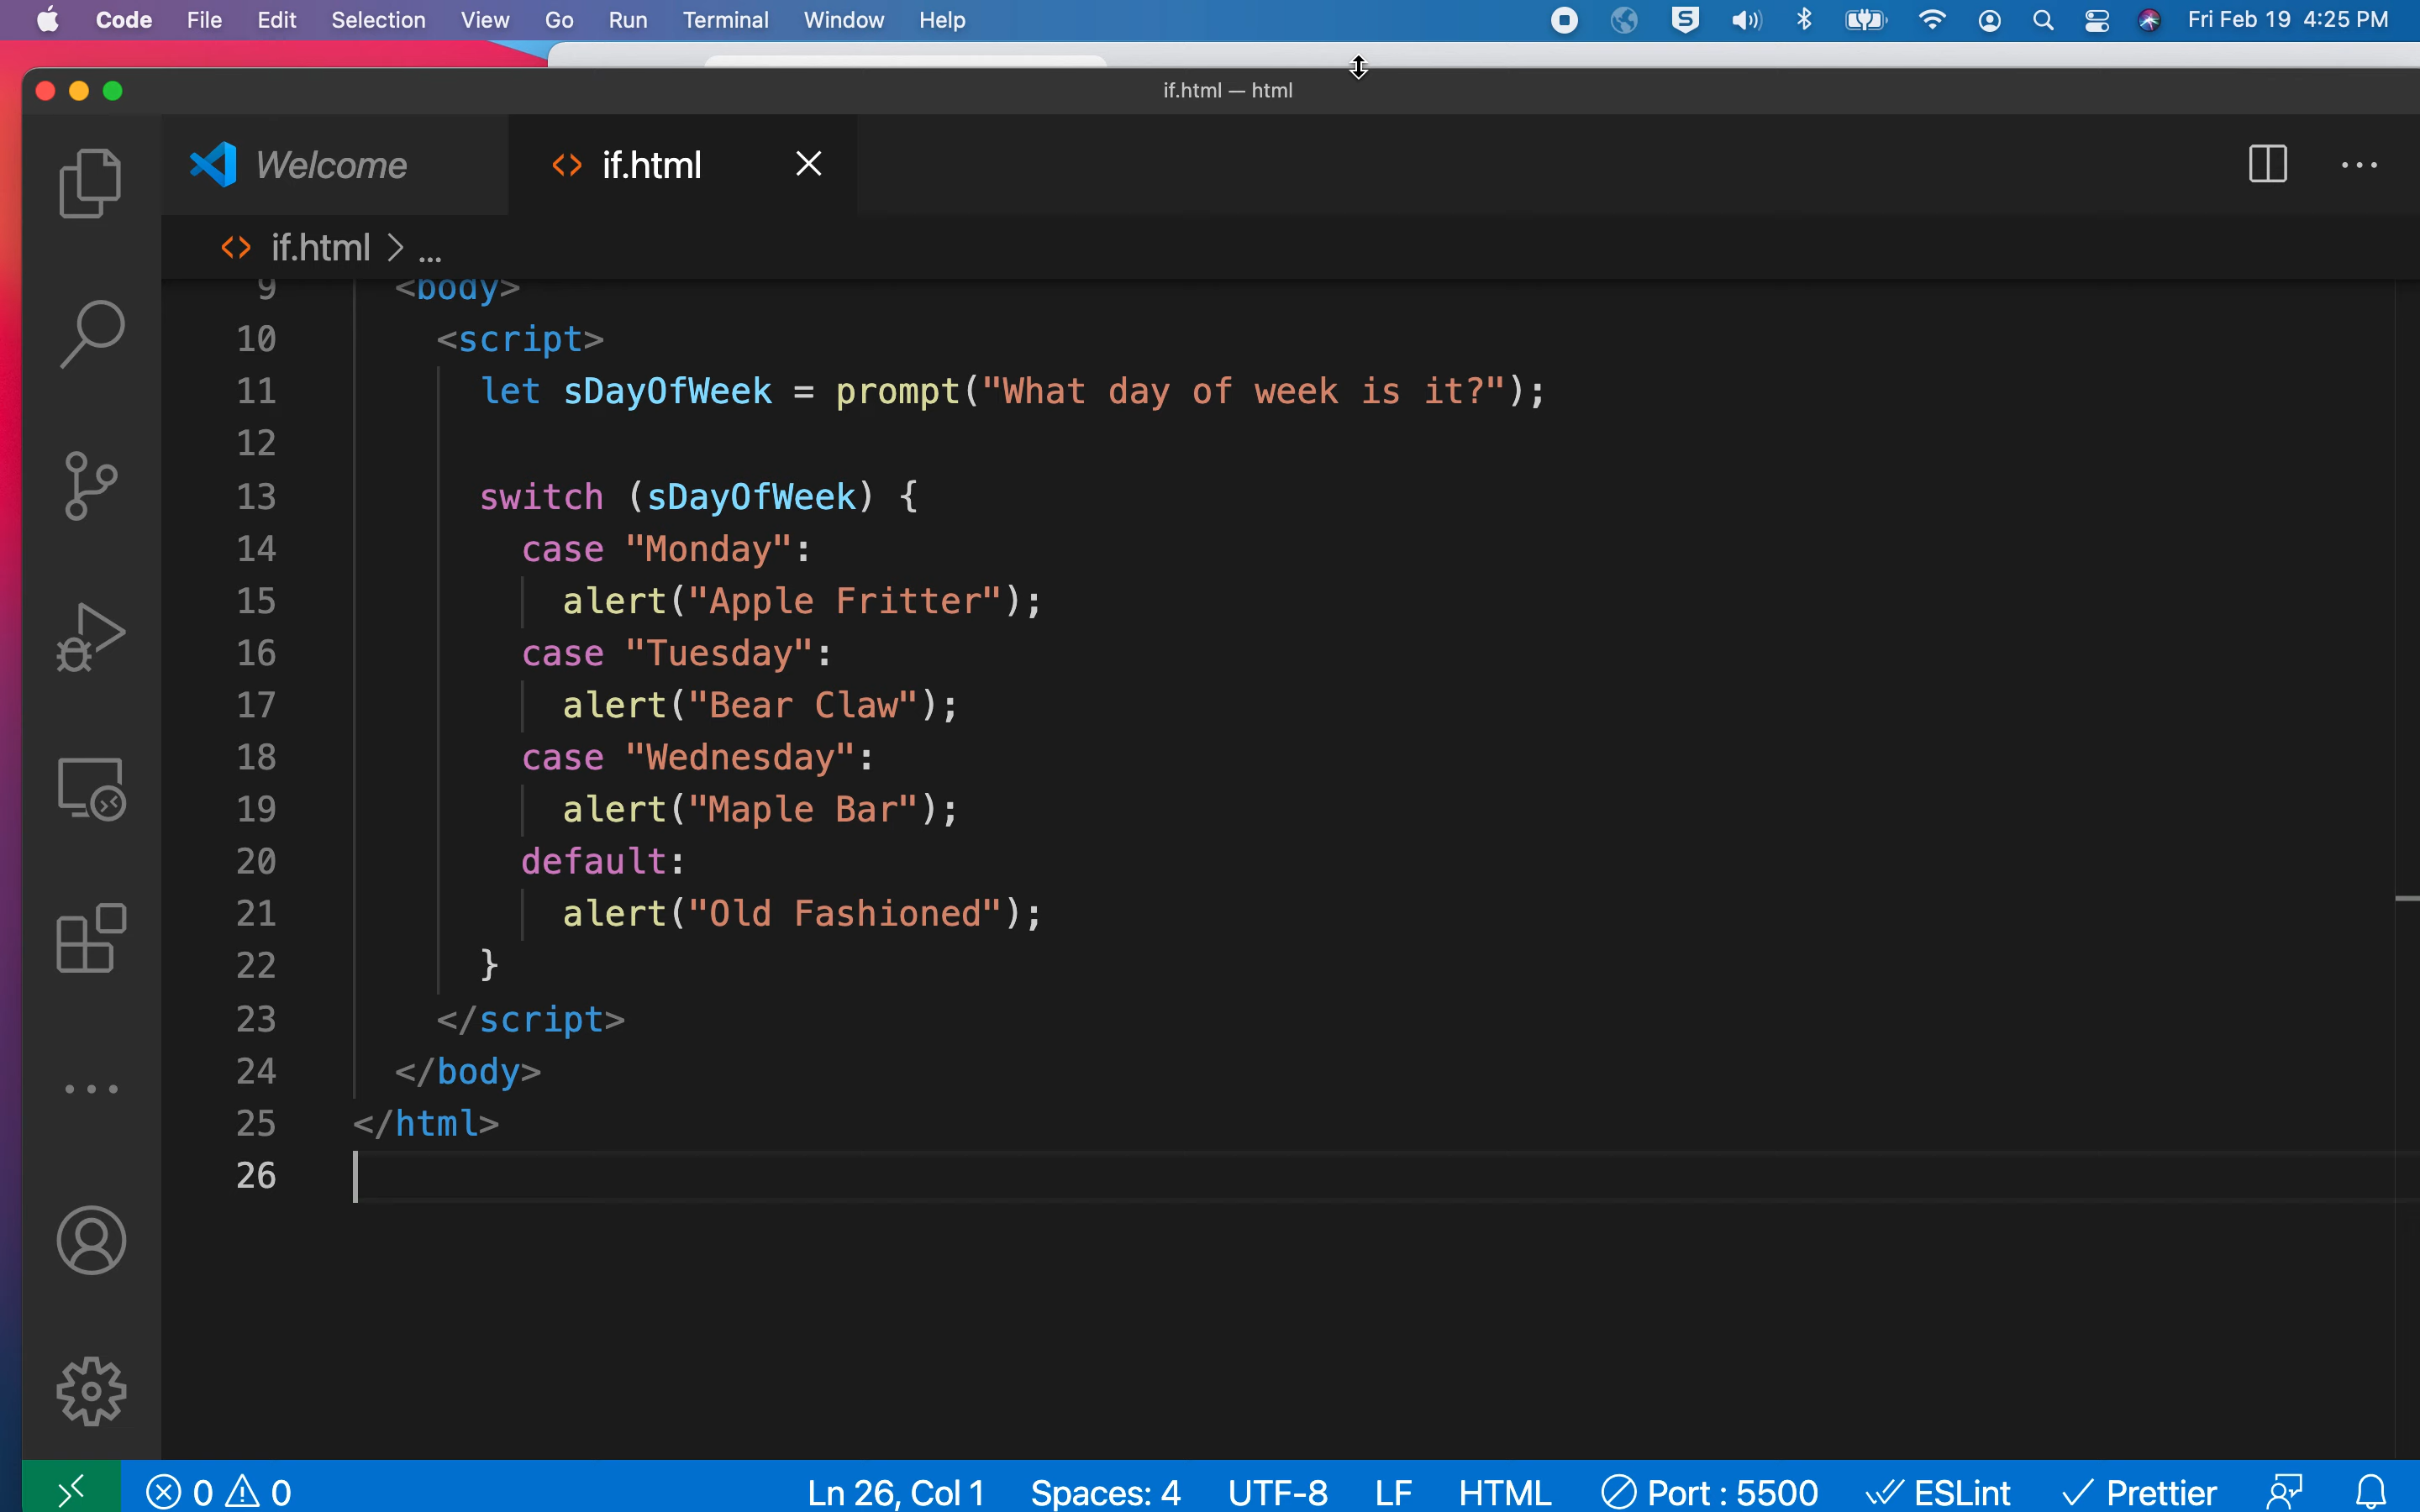 Code File Edit Selection View Go Run Terminal Window Help Fri Feb 19 4:25 PM
if.html — html
Welcome if.html
if.html > ...
9 <body>
10 <script>
11 let sDayOfWeek = prompt("What day of week is it?");
12
13 switch (sDayOfWeek) {
14 case "Monday":
15 alert("Apple Fritter");
16 case "Tuesday":
17 alert("Bear Claw");
18 case "Wednesday":
19 alert("Maple Bar");
20 default:
21 alert("Old Fashioned");
22 }
23 </script>
24 </body>
25 </html>
26
0 0 Ln 26, Col 1 Spaces: 4 UTF-8 LF HTML Port : 5500 ESLint Prettier